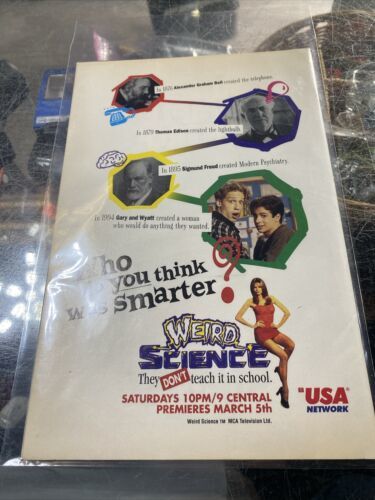 In 1876 Alexander Graham Bell created the telephone.
In 1879 Thomas Edison created the lightbulb.
In 1895 Sigmund Freud created Modern Psychiatry.
In 1994 Gary and Wyatt created a woman
who would do anything they wanted.
Who
do you think
was smarter
?
WEIRD
SCIENCE
They DON'T teach it in school.
SATURDAYS 10PM/9 CENTRAL
PREMIERES MARCH 5th
USA
NETWORK
Weird Science TM MCA Television Ltd.